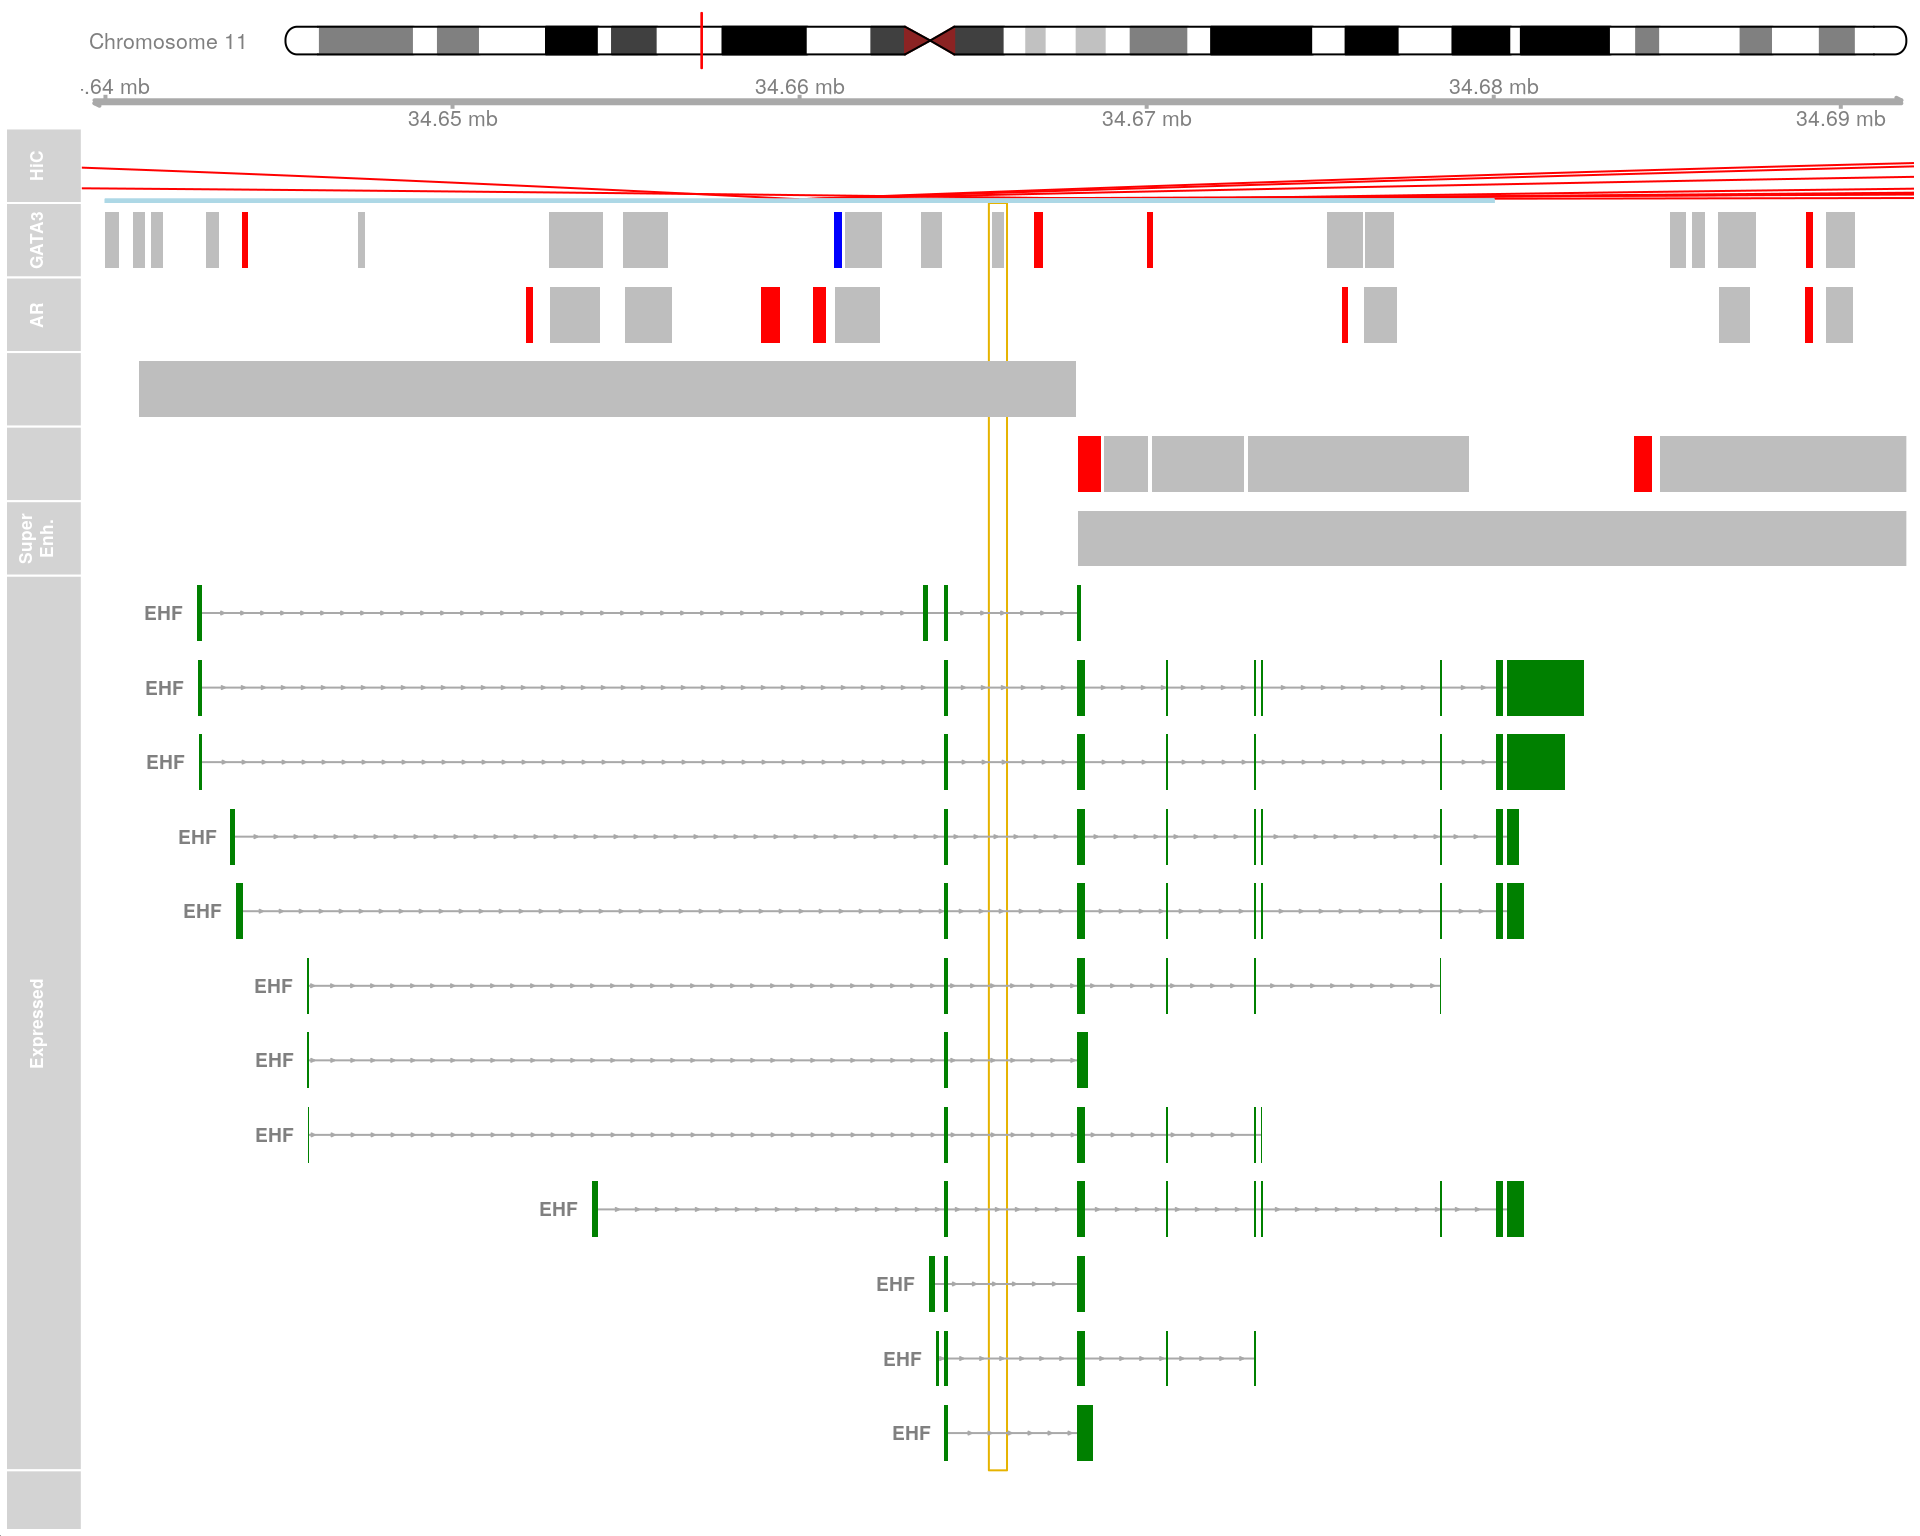 Chromosome 11
.64 mb
34.66 mb
34.68 mb
34.65 mb
34.67 mb
34.69 mb
HiC
GATA3
AR
Super
Enh.
Expressed
EHF
EHF
EHF
EHF
EHF
EHF
EHF
EHF
EHF
EHF
EHF
EHF